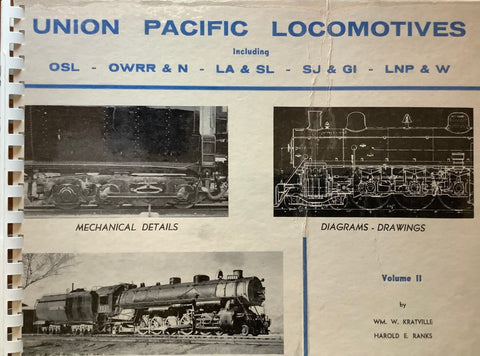 UNION PACIFIC LOCOMOTIVES
Including
OSL - OWRR & N - LA & SL - SJ & GI - LNP & W
MECHANICAL DETAILS
DIAGRAMS - DRAWINGS
Volume II
by
WM. W. KRATVILLE
HAROLD E. RANKS